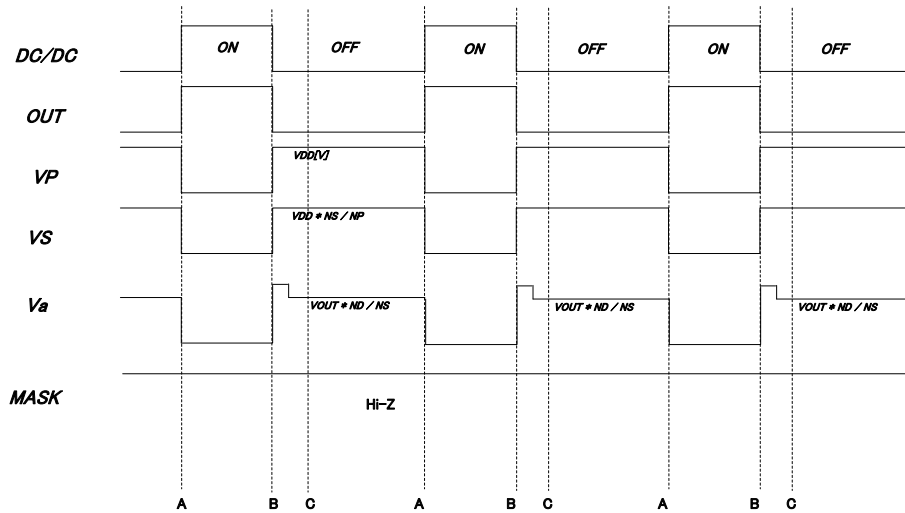 DC/DC ON OFF ON OFF ON OFF
OUT
VDD[V]
VP
VDD * NS / NP
VS
Va
VOUT * ND / NS VOUT * ND / NS VOUT * ND / NS
MASK
Hi-Z
A B C A B C A B C